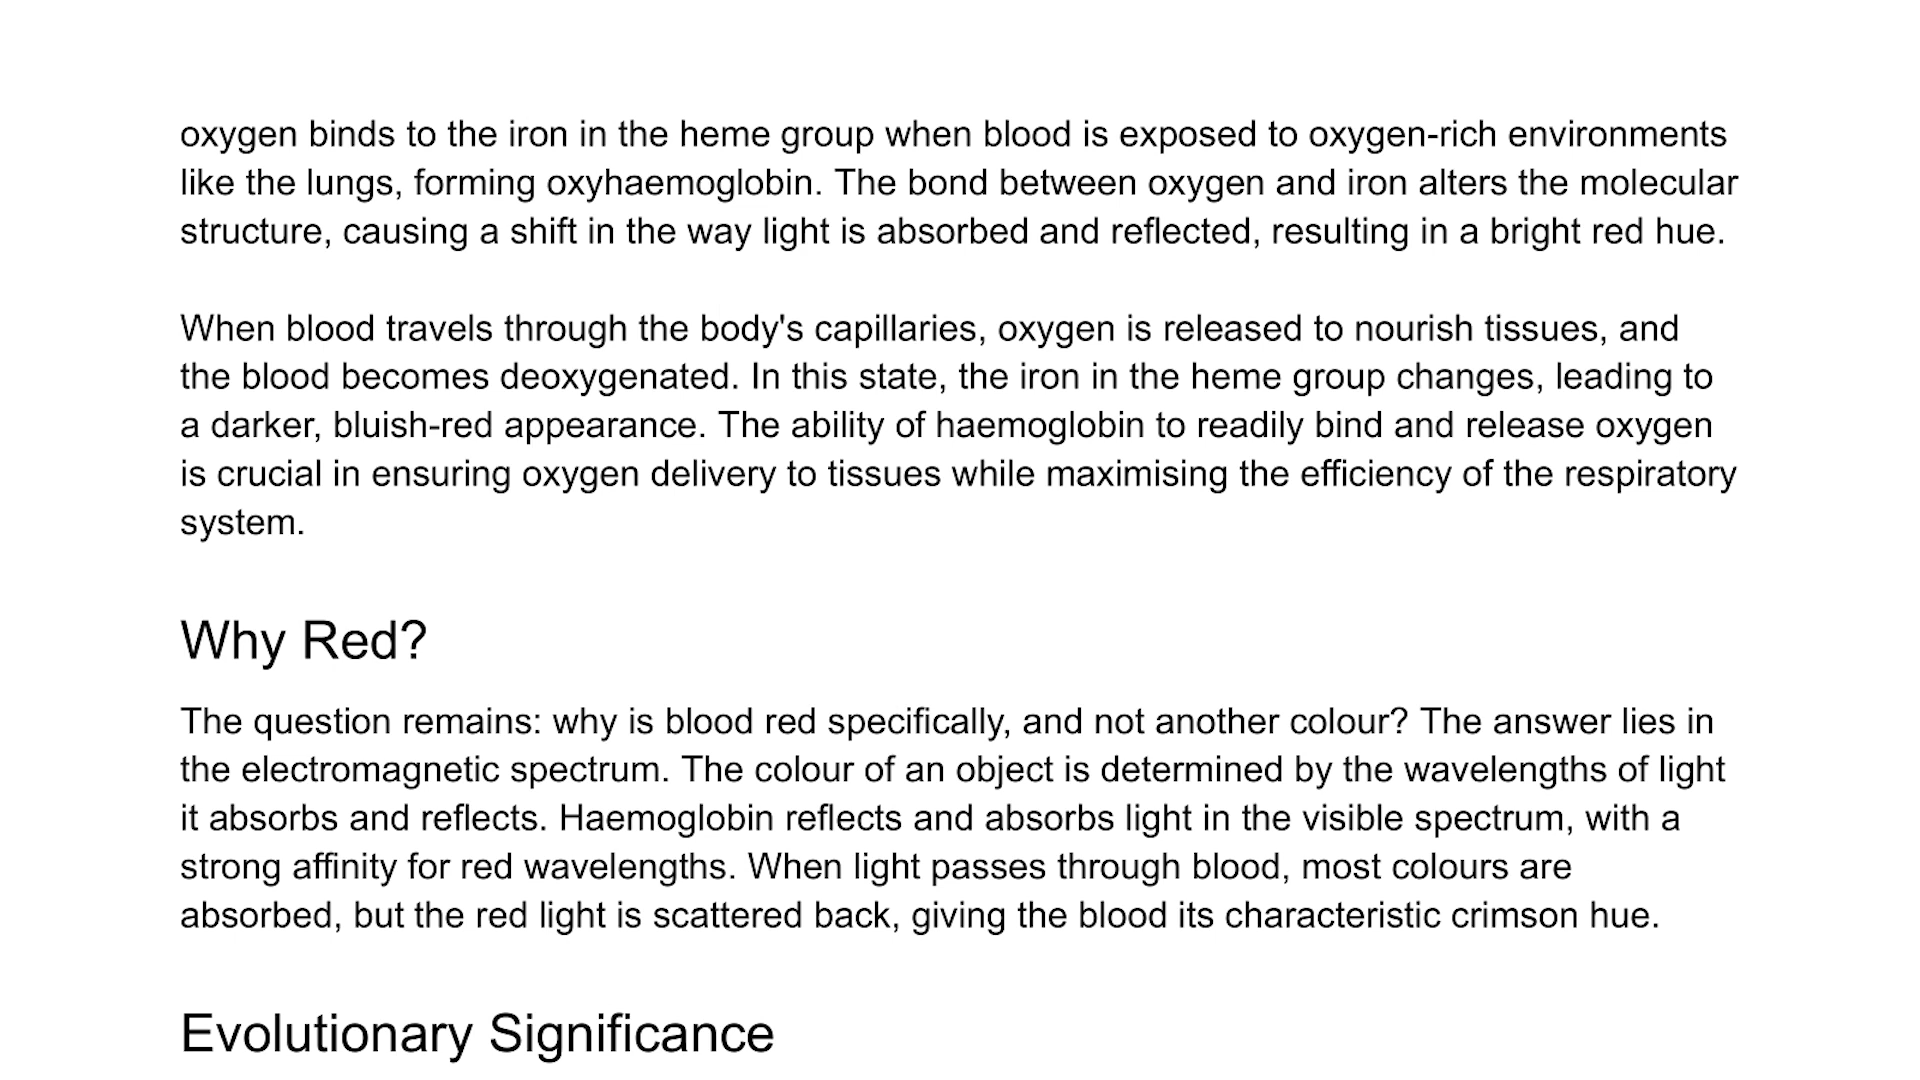 oxygen binds to the iron in the heme group when blood is exposed to oxygen-rich environments
like the lungs, forming oxyhaemoglobin. The bond between oxygen and iron alters the molecular
structure, causing a shift in the way light is absorbed and reflected, resulting in a bright red hue.
When blood travels through the body's capillaries, oxygen is released to nourish tissues, and
the blood becomes deoxygenated. In this state, the iron in the heme group changes, leading to
a darker, bluish-red appearance. The ability of haemoglobin to readily bind and release oxygen
is crucial in ensuring oxygen delivery to tissues while maximising the efficiency of the respiratory
system.
Why Red?
The question remains: why is blood red specifically, and not another colour? The answer lies in
the electromagnetic spectrum. The colour of an object is determined by the wavelengths of light
it absorbs and reflects. Haemoglobin reflects and absorbs light in the visible spectrum, with a
strong affinity for red wavelengths. When light passes through blood, most colours are
absorbed, but the red light is scattered back, giving the blood its characteristic crimson hue.
Evolutionary Significance